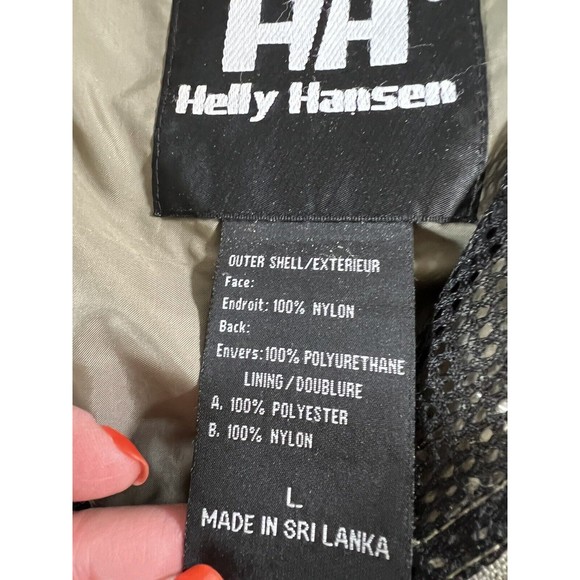 HH
Helly Hansen
OUTER SHELL/EXTERIEUR
Face:
Endroit: 100% NYLON
Back:
Envers:100% POLYURETHANE
LINING/DOUBLURE
A. 100% POLYESTER
B. 100% NYLON
L
MADE IN SRI LANKA